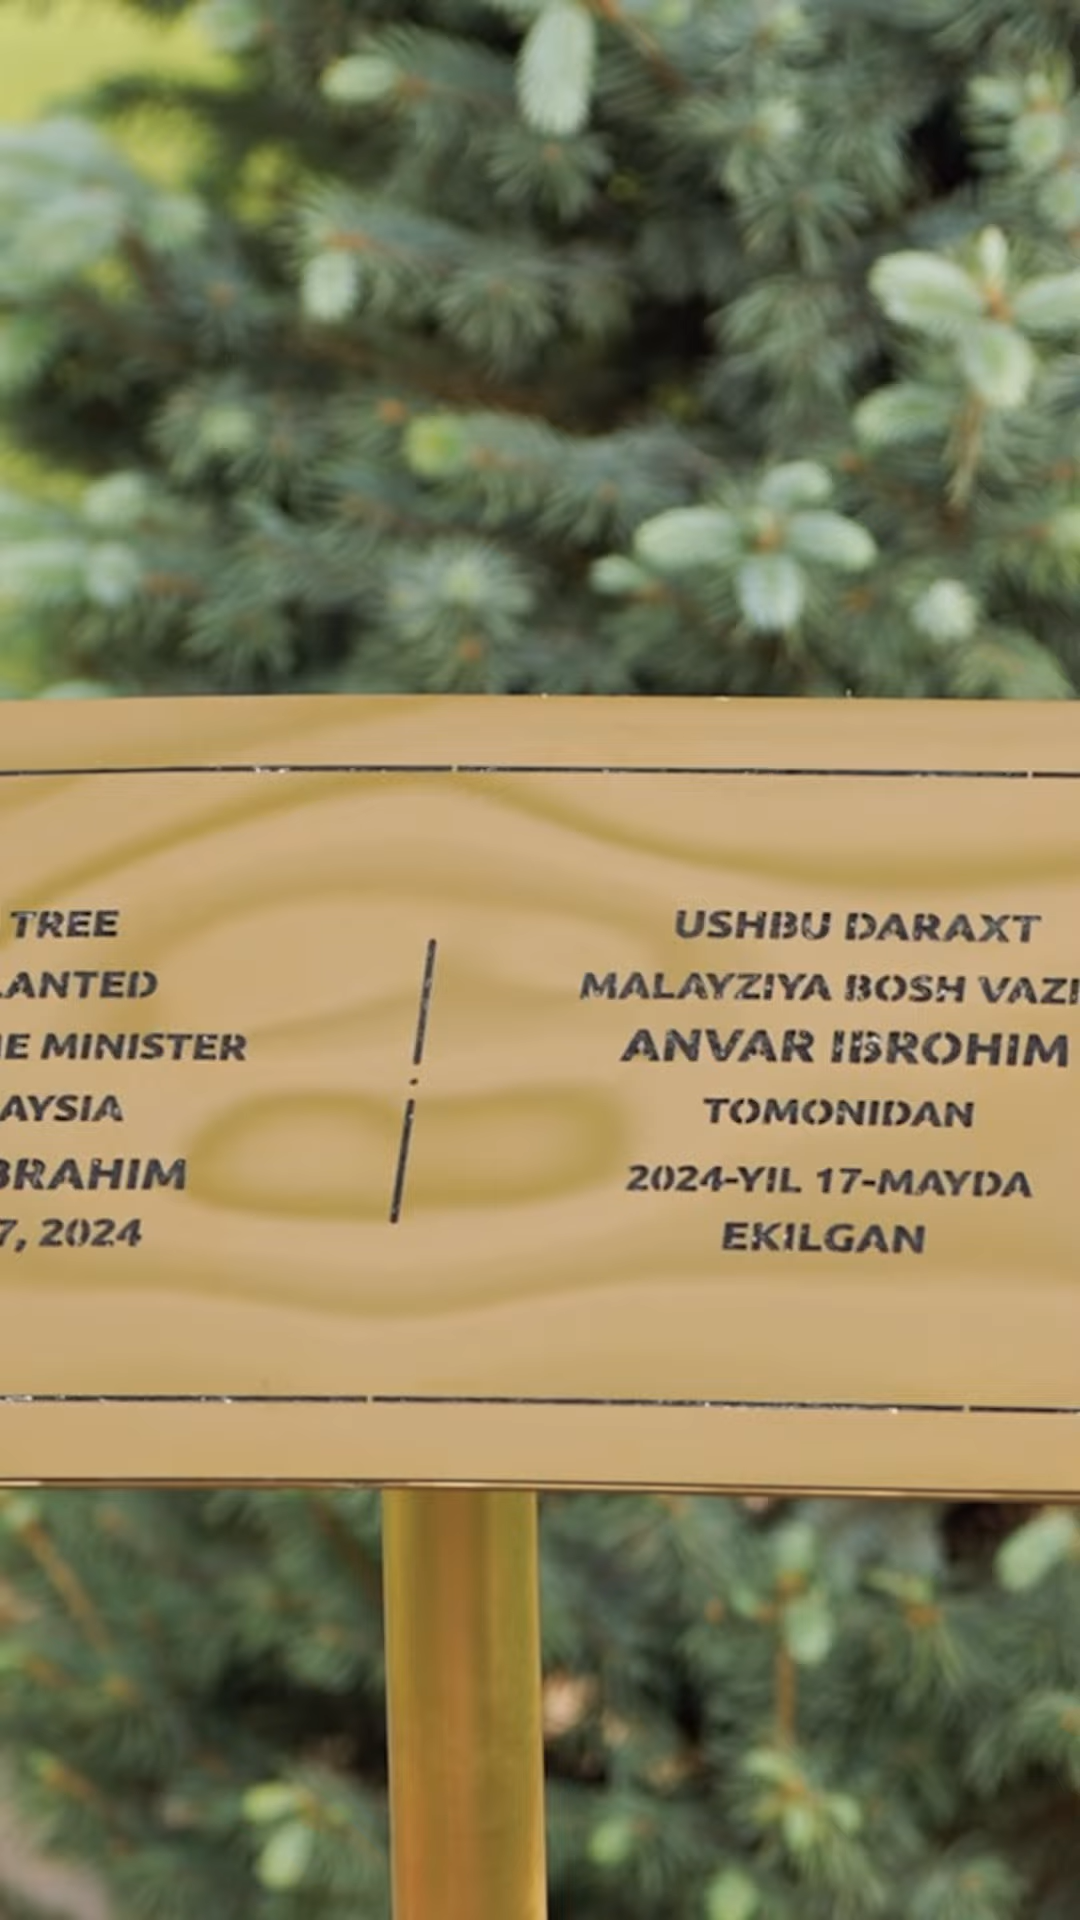 TREE
LANTED
E MINISTER
AYSIA
BRAHIM
7, 2024
USHBU DARAXT
MALAYZIYA BOSH VAZI
ANVAR IBROHIM
TOMONIDAN
2024-YIL 17-MAYDA
EKILGAN